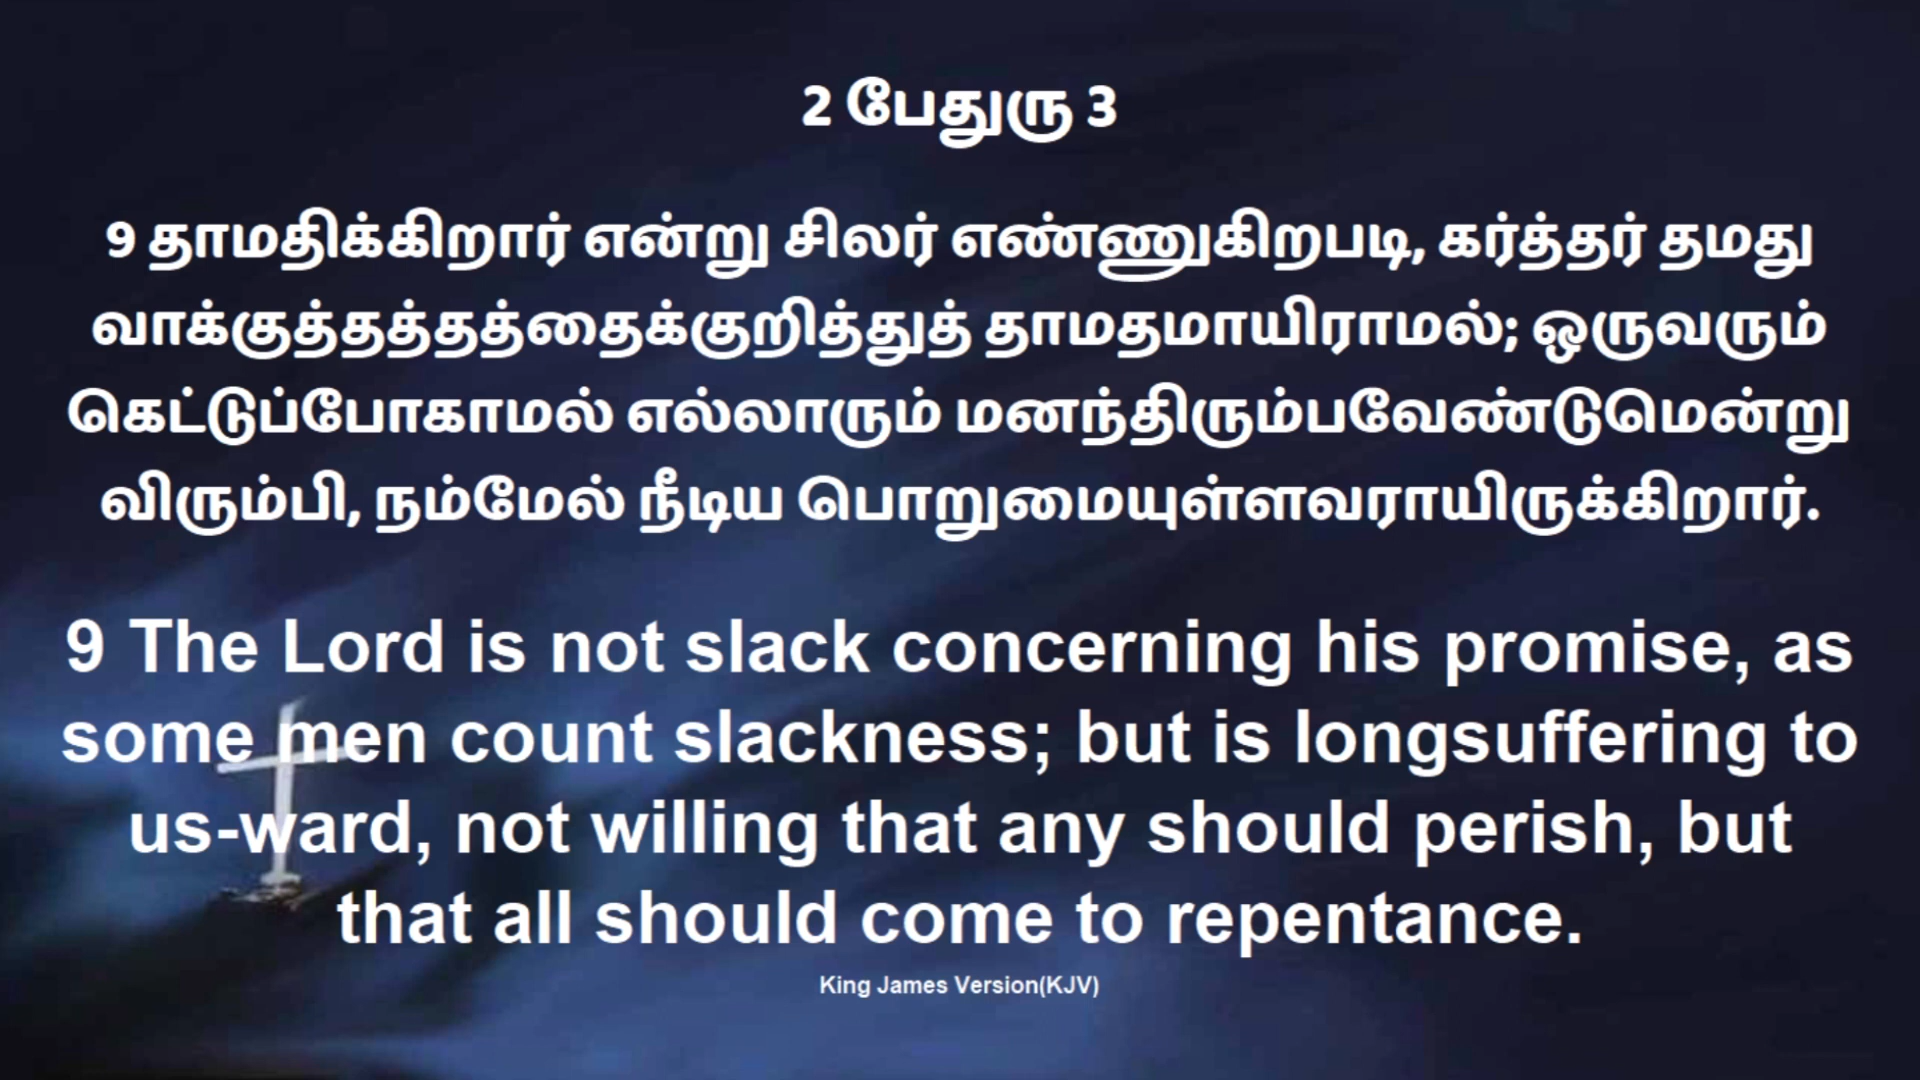 2 பேதுரு 3
9 தாமதிக்கிறார் என்று சிலர் எண்ணுகிறபடி, கர்த்தர் தமது
வாக்குத்தத்தத்தைக்குறித்துத் தாமதமாயிராமல்; ஒருவரும்
கெட்டுப்போகாமல் எல்லாரும் மனந்திரும்பவேண்டுமென்று
விரும்பி, நம்மேல் நீடிய பொறுமையுள்ளவராயிருக்கிறார்.
9 The Lord is not slack concerning his promise, as
some men count slackness; but is longsuffering to
us-ward, not willing that any should perish, but
that all should come to repentance.
King James Version(KJV)